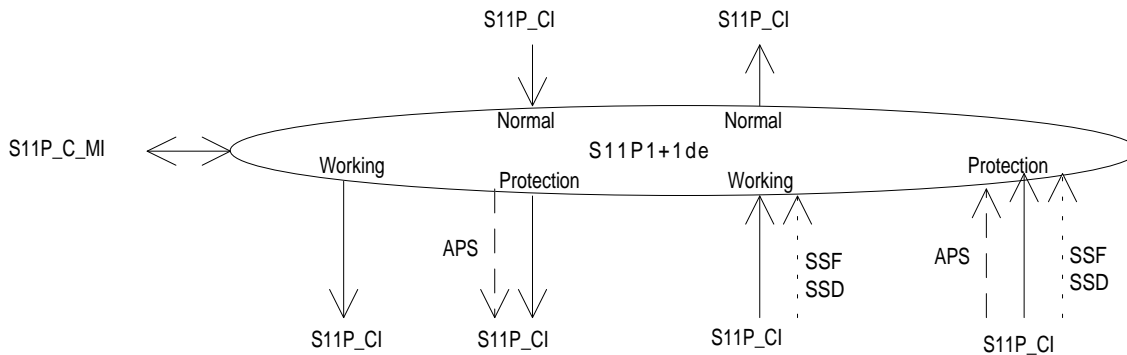 S11P_CI
S11P_CI
Normal
Normal
S11P_C_MI
S11P1+1de
Working
Protection
Working
Protection
APS
SSF
SSD
APS
SSF
SSD
S11P_CI
S11P_CI
S11P_CI
S11P_CI